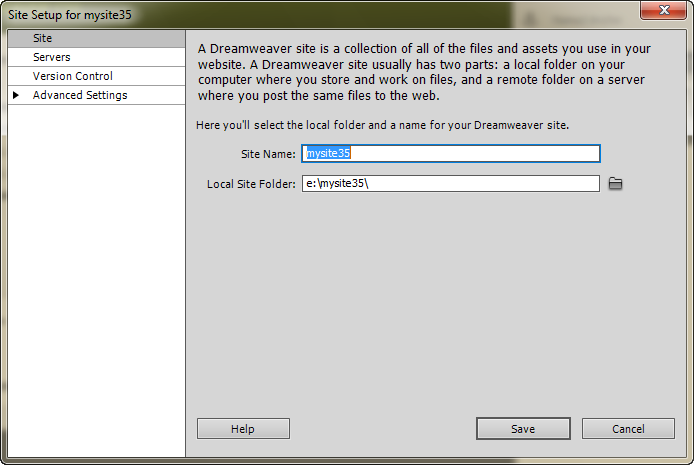 Site Setup for mysite35
Site
Servers
Version Control
Advanced Settings
A Dreamweaver site is a collection of all of the files and assets you use in your
website. A Dreamweaver site usually has two parts: a local folder on your
computer where you store and work on files, and a remote folder on a server
where you post the same files to the web.
Here you'll select the local folder and a name for your Dreamweaver site.
Site Name: mysite35
Local Site Folder: e:\mysite35\
Help Save Cancel